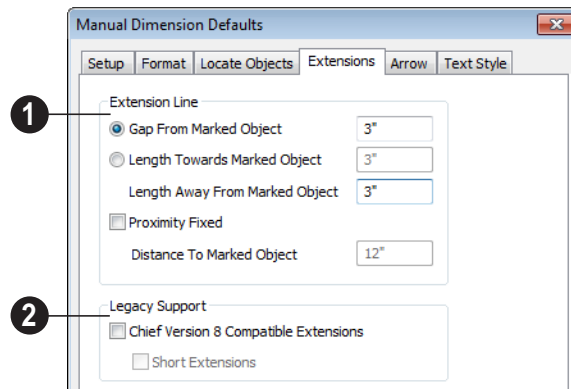 Manual Dimension Defaults
Setup Format Locate Objects Extensions Arrow Text Style
1
Extension Line
Gap From Marked Object 3"
Length Towards Marked Object 3"
Length Away From Marked Object 3"
Proximity Fixed
Distance To Marked Object 12"
2
Legacy Support
Chief Version 8 Compatible Extensions
Short Extensions